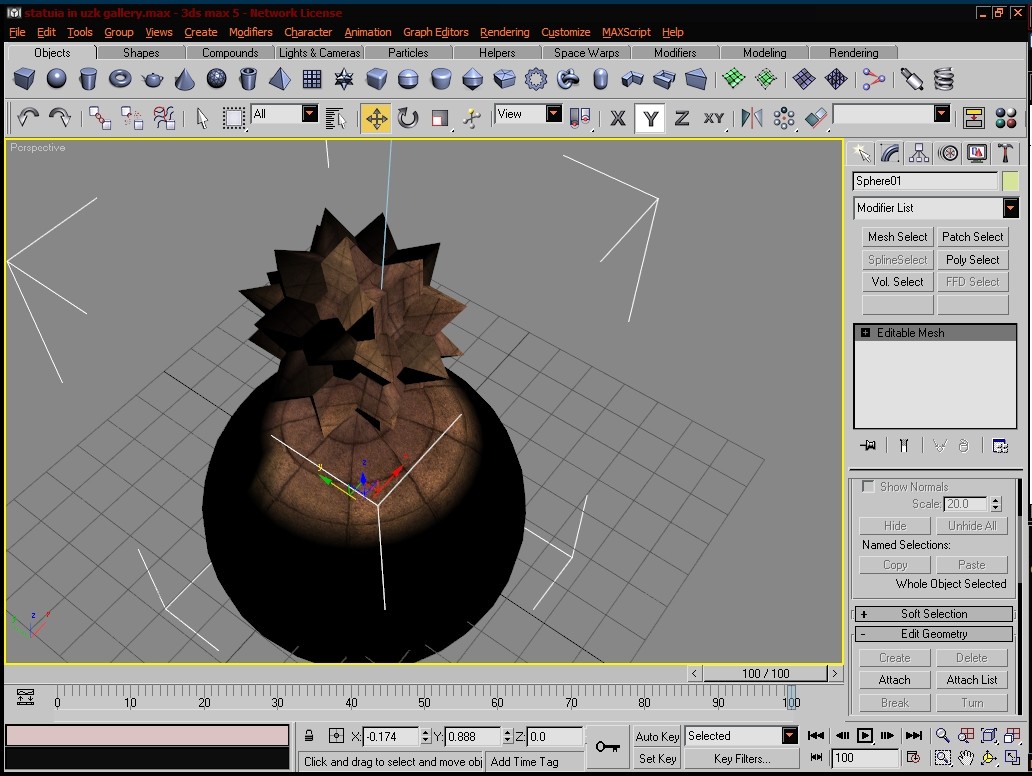 statuia in uzk gallery.max - 3ds max 5 - Network License
File Edit Tools Group Views Create Modifiers Character Animation Graph Editors Rendering Customize MAXScript Help
Objects Shapes Compounds Lights & Cameras Particles Helpers Space Warps Modifiers Modeling Rendering
All View X Y Z XY
Perspective
Sphere01
Modifier List
Mesh Select Patch Select
SplineSelect Poly Select
Vol. Select FFD Select
Editable Mesh
Show Normals
Scale: 20.0
Hide Unhide All
Named Selections:
Copy Paste
Whole Object Selected
+ Soft Selection
- Edit Geometry
Create Delete
Attach Attach List
Break Turn
z
y
z
< 100 / 100 >
0 10 20 30 40 50 60 70 80 90 100
X: -0.174 Y: 0.888 Z: 0.0
Auto Key Selected
Click and drag to select and move obj Add Time Tag
Set Key Key Filters... 100